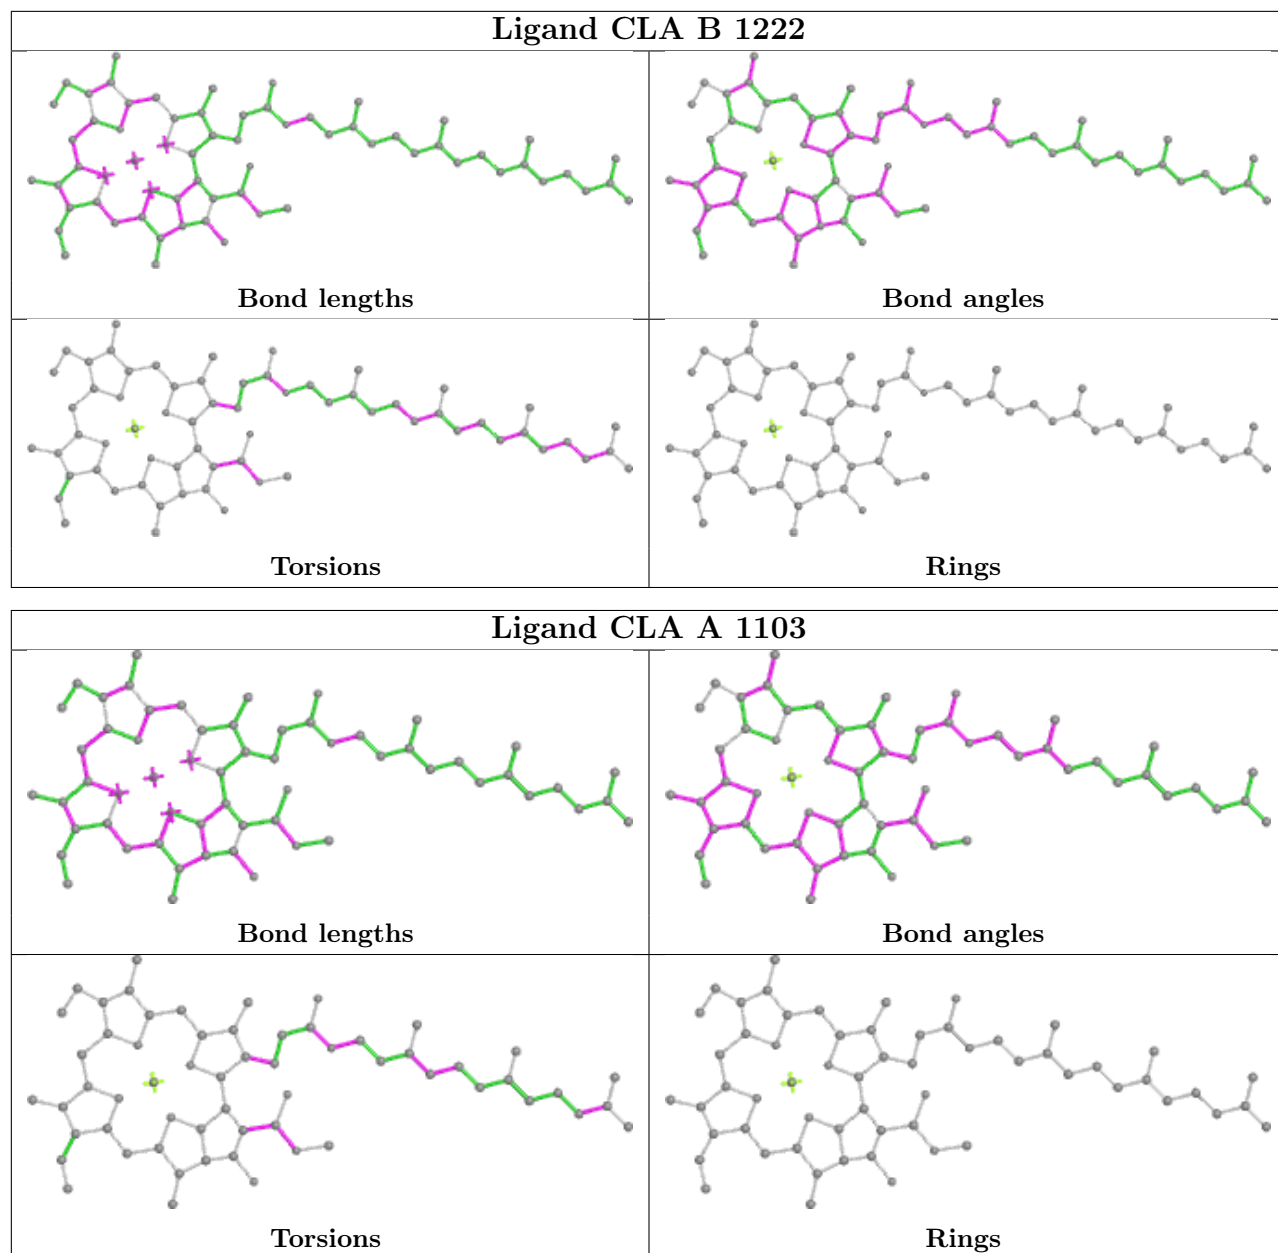 Ligand CLA B 1222
Bond lengths
Bond angles
Torsions
Rings
Ligand CLA A 1103
Bond lengths
Bond angles
Torsions
Rings